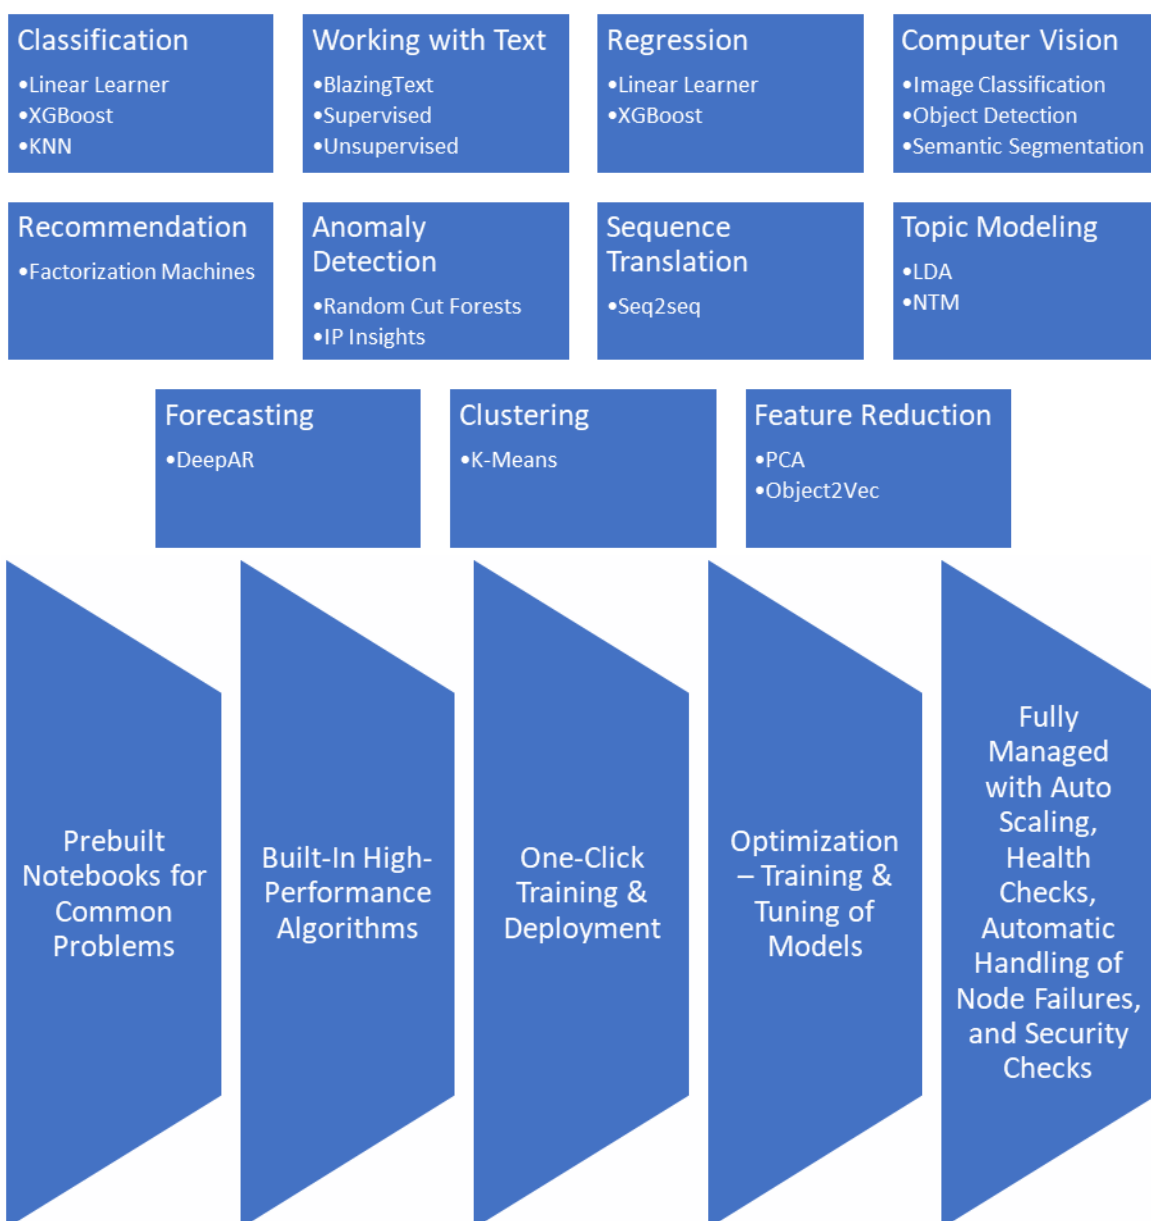 Classification
•Linear Learner
•XGBoost
•KNN
Working with Text
•BlazingText
•Supervised
•Unsupervised
Regression
•Linear Learner
•XGBoost
Computer Vision
•Image Classification
•Object Detection
•Semantic Segmentation
Recommendation
•Factorization Machines
Anomaly
Detection
•Random Cut Forests
•IP Insights
Sequence
Translation
•Seq2seq
Topic Modeling
•LDA
•NTM
Forecasting
•DeepAR
Clustering
•K-Means
Feature Reduction
•PCA
•Object2Vec
Prebuilt
Notebooks for
Common
Problems
Built-In High-
Performance
Algorithms
One-Click
Training &
Deployment
Optimization
– Training &
Tuning of
Models
Fully
Managed
with Auto
Scaling,
Health
Checks,
Automatic
Handling of
Node Failures,
and Security
Checks